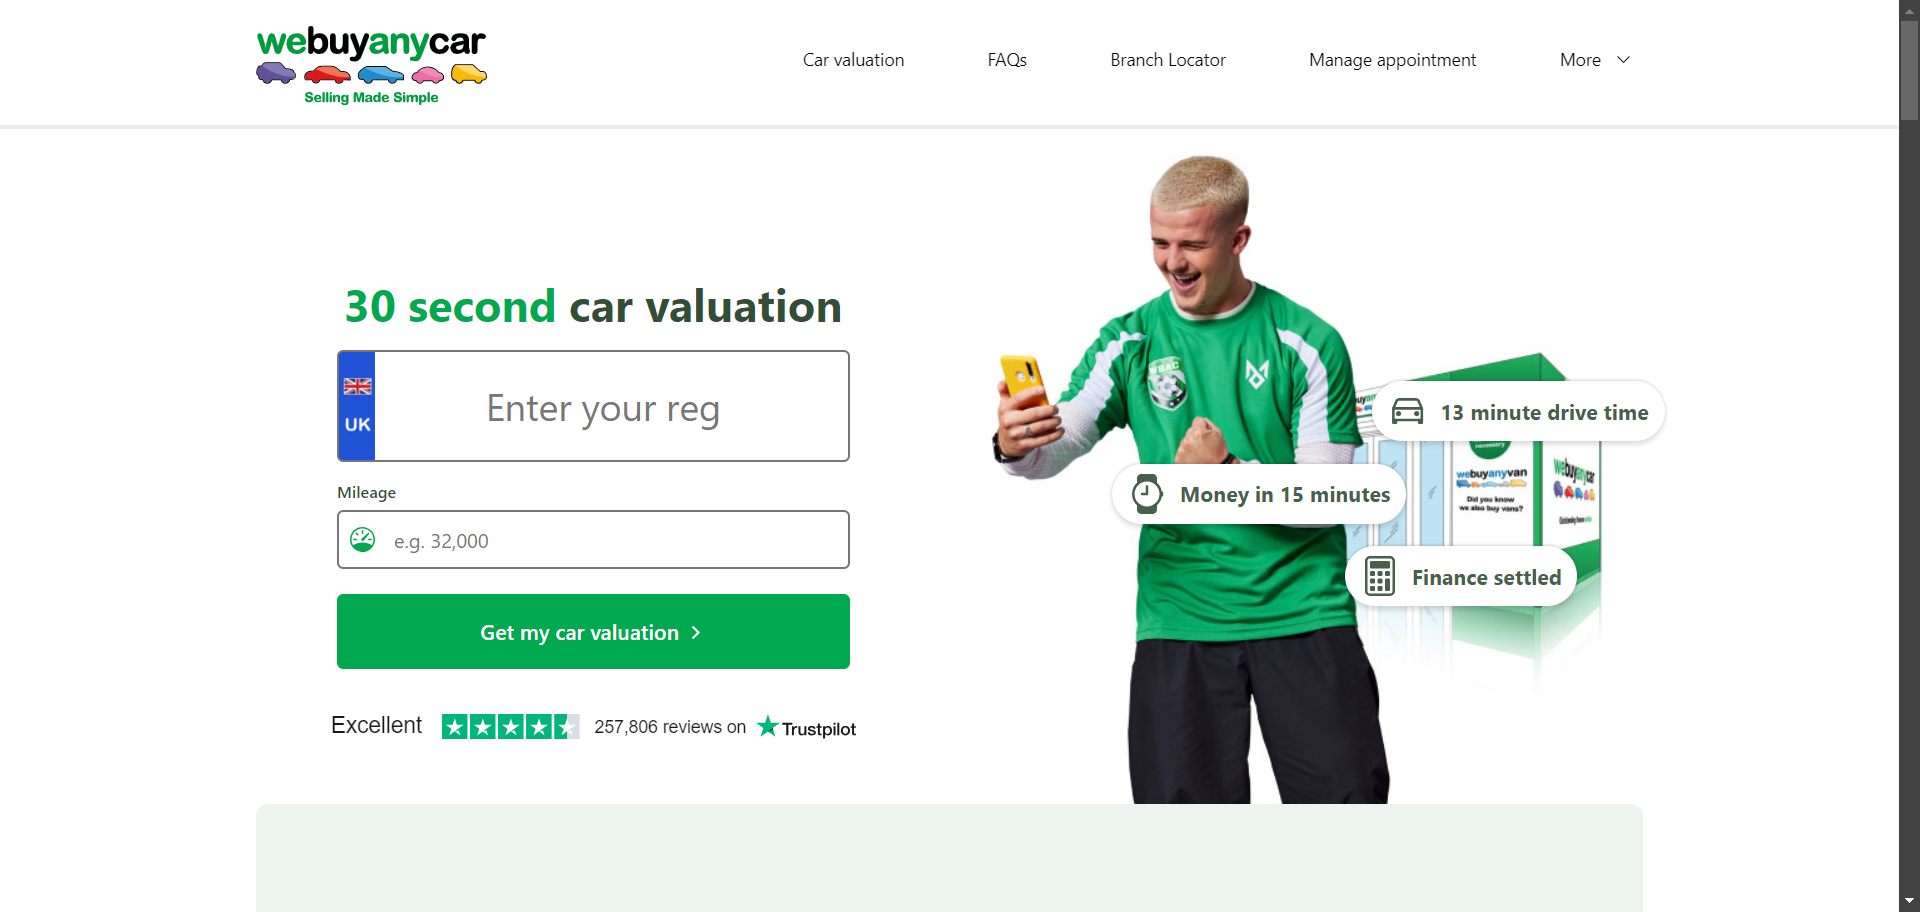 webuyanycar
Selling Made Simple
Car valuation
FAQs
Branch Locator
Manage appointment
More
30 second car valuation
UK
Enter your reg
Mileage
e.g. 32,000
Get my car valuation
Excellent
257,806 reviews on
Trustpilot
WBAC
13 minute drive time
Money in 15 minutes
Finance settled
webuyanyvan
Did you know
we also buy vans?
webuyanycar